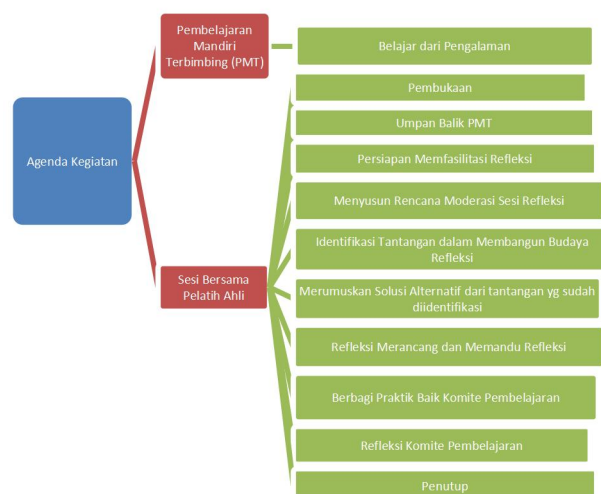 Agenda Kegiatan
Pembelajaran
Mandiri
Terbimbing (PMT)
Sesi Bersama
Pelatih Ahli
Belajar dari Pengalaman
Pembukaan
Umpan Balik PMT
Persiapan Memfasilitasi Refleksi
Menyusun Rencana Moderasi Sesi Refleksi
Identifikasi Tantangan dalam Membangun Budaya
Refleksi
Merumuskan Solusi Alternatif dari tantangan yg sudah
diidentifikasi
Refleksi Merancang dan Memandu Refleksi
Berbagi Praktik Baik Komite Pembelajaran
Refleksi Komite Pembelajaran
Penutup